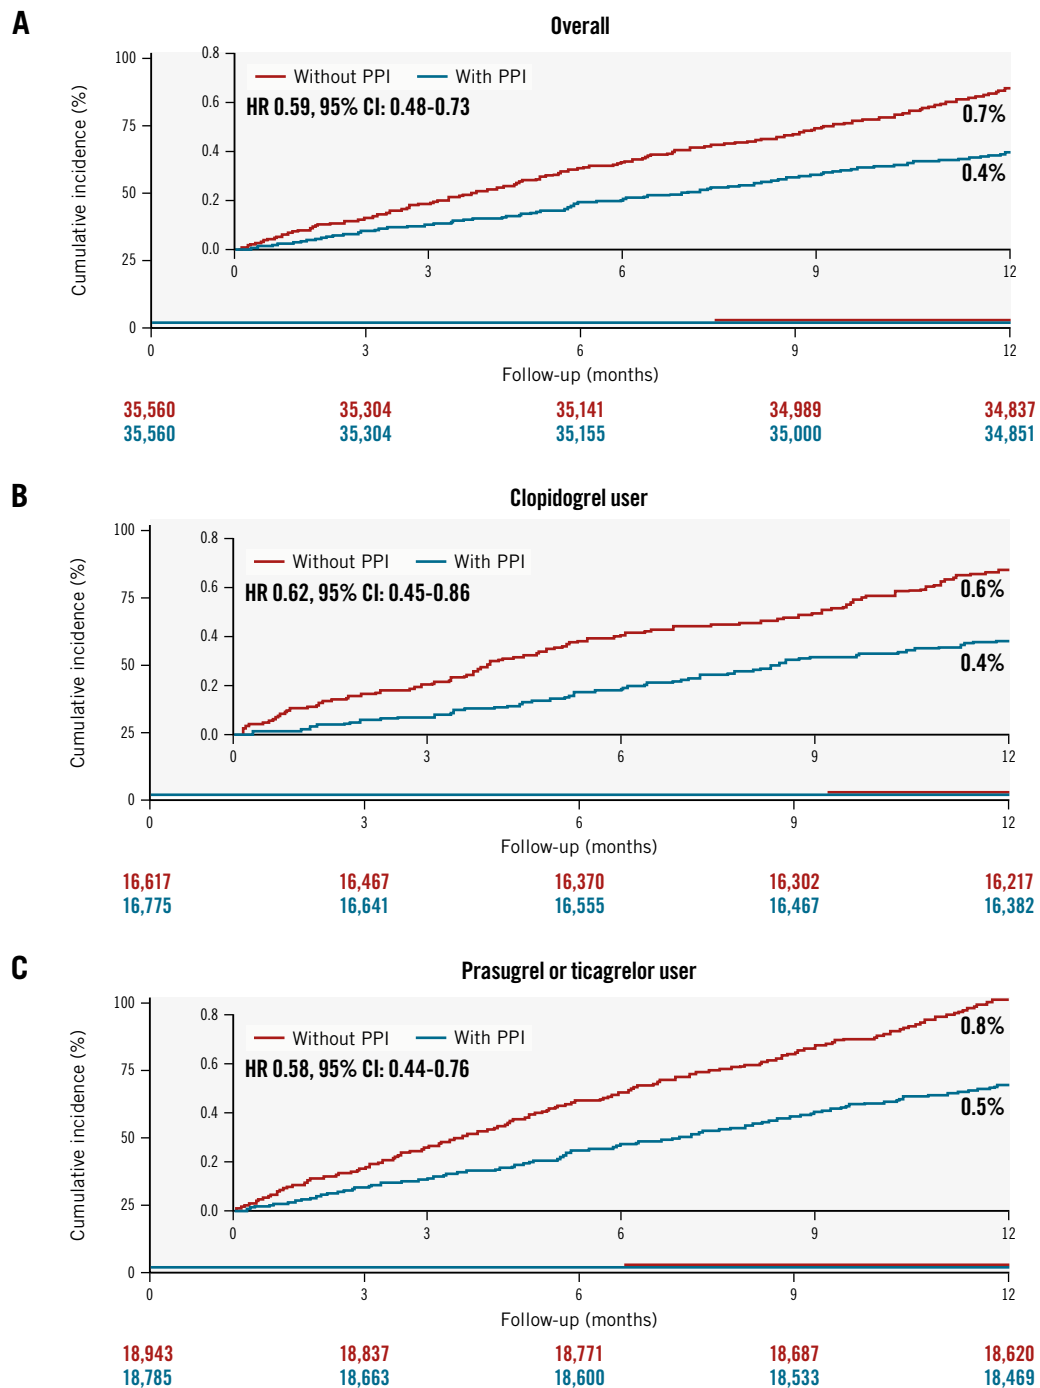 A
Overall
Cumulative incidence (%)
100
75
50
25
0
0.8
0.6
0.4
0.2
0.0
Without PPI With PPI
HR 0.59, 95% CI: 0.48-0.73
0.7%
0.4%
0 3 6 9 12
0 3 6 9 12
Follow-up (months)
35,560 35,304 35,141 34,989 34,837
35,560 35,304 35,155 35,000 34,851
B
Clopidogrel user
Cumulative incidence (%)
100
75
50
25
0
0.8
0.6
0.4
0.2
0.0
Without PPI With PPI
HR 0.62, 95% CI: 0.45-0.86
0.6%
0.4%
0 3 6 9 12
0 3 6 9 12
Follow-up (months)
16,617 16,467 16,370 16,302 16,217
16,775 16,641 16,555 16,467 16,382
C
Prasugrel or ticagrelor user
Cumulative incidence (%)
100
75
50
25
0
0.8
0.6
0.4
0.2
0.0
Without PPI With PPI
HR 0.58, 95% CI: 0.44-0.76
0.8%
0.5%
0 3 6 9 12
0 3 6 9 12
Follow-up (months)
18,943 18,837 18,771 18,687 18,620
18,785 18,663 18,600 18,533 18,469